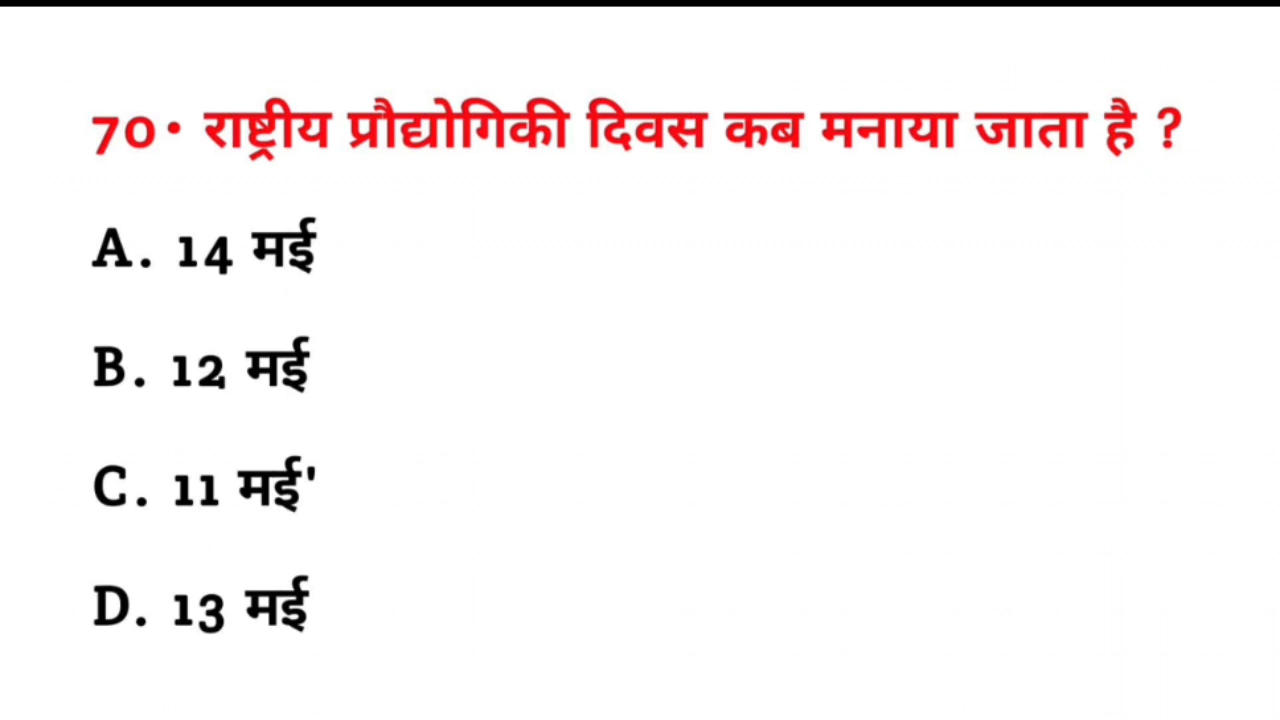 70• राष्ट्रीय प्रौद्योगिकी दिवस कब मनाया जाता है ?
A. 14 मई
B. 12 मई
C. 11 मई'
D. 13 मई